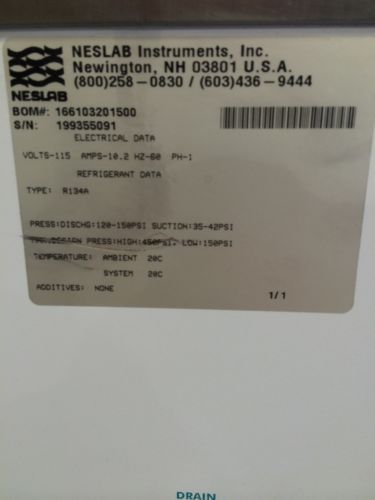 NESLAB Instruments, Inc.
Newington, NH 03801 U.S.A.
(800)258-0830 / (603)436-9444
NESLAB
BOM#: 166103201500
S/N: 199355091
ELECTRICAL DATA
VOLTS-115 AMPS-10.2 HZ-60 PH-1
REFRIGERANT DATA
TYPE: R134A
PRESS:DISCHG:120-150PSI SUCTION:35-42PSI
PRESS:HIGH:450PSI, LOW:150PSI
TEMPERATURE: AMBIENT 20C
SYSTEM 20C
ADDITIVES: NONE
1/1
DRAIN